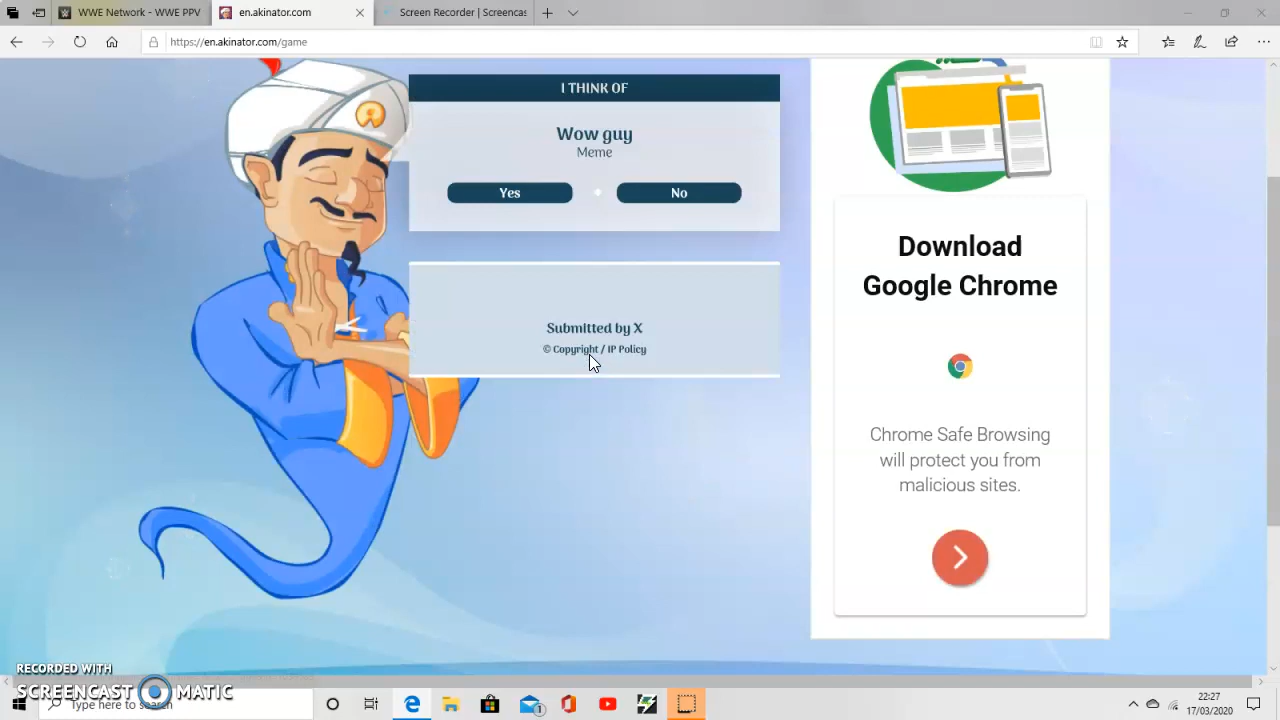 WWE Network - WWE PPV
en.akinator.com
Screen Recorder | Screencas
https://en.akinator.com/game
I THINK OF
Wow guy
Meme
Yes
No
Submitted by X
© Copyright / IP Policy
Download
Google Chrome
Chrome Safe Browsing
will protect you from
malicious sites.
RECORDED WITH
SCREENCAST MATIC
Type here to search
1
22:27
17/03/2020